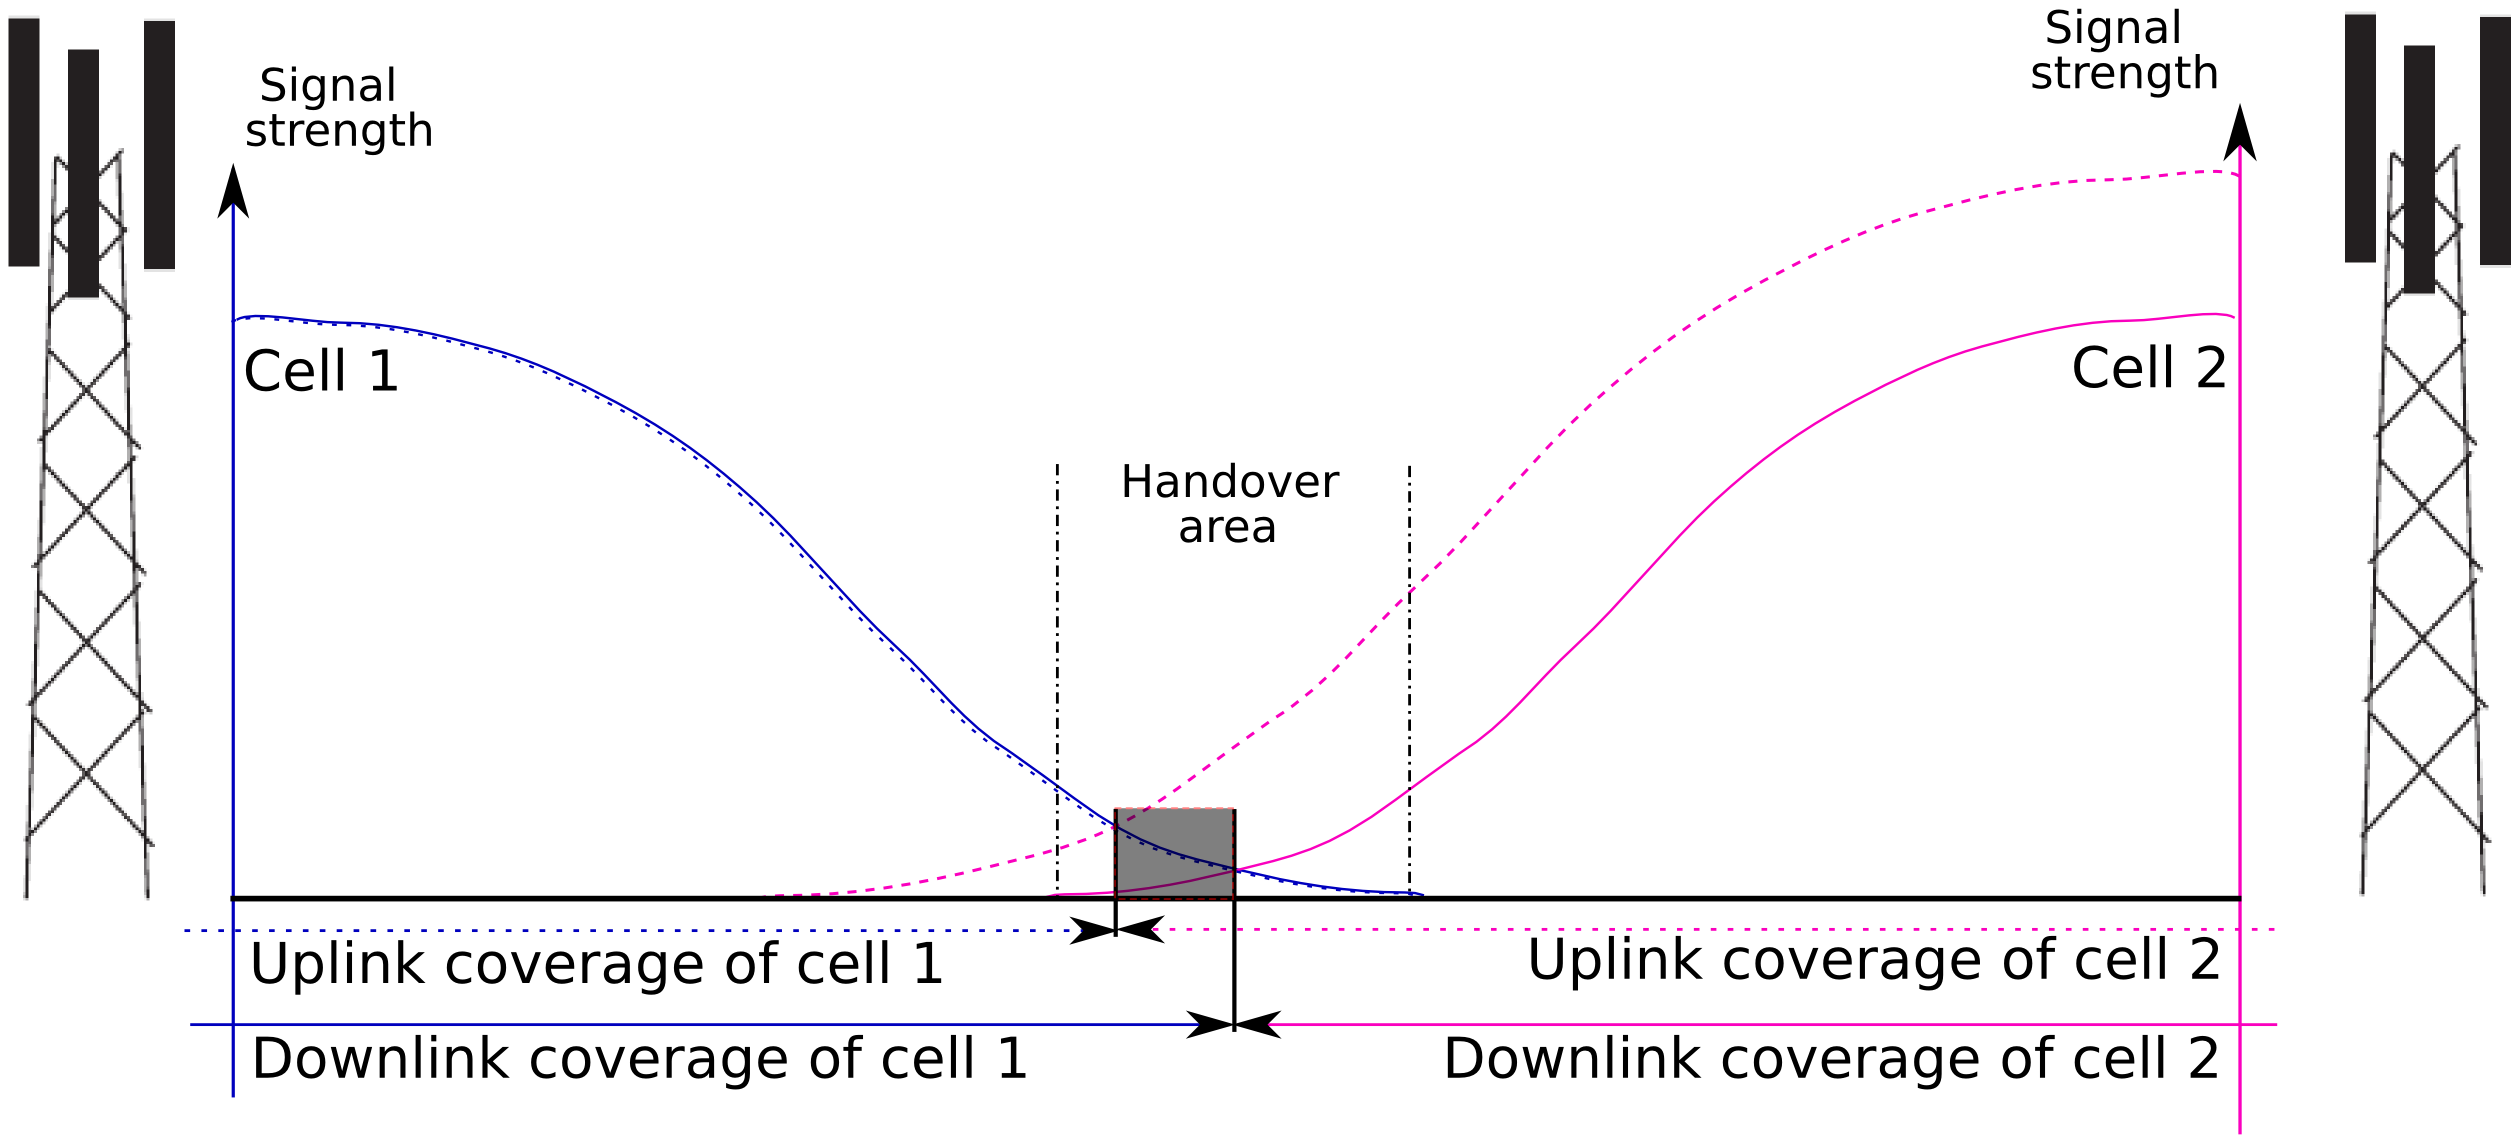 Signal
strength
Signal
strength
Cell 1
Cell 2
Handover
area
Uplink coverage of cell 1
Uplink coverage of cell 2
Downlink coverage of cell 1
Downlink coverage of cell 2